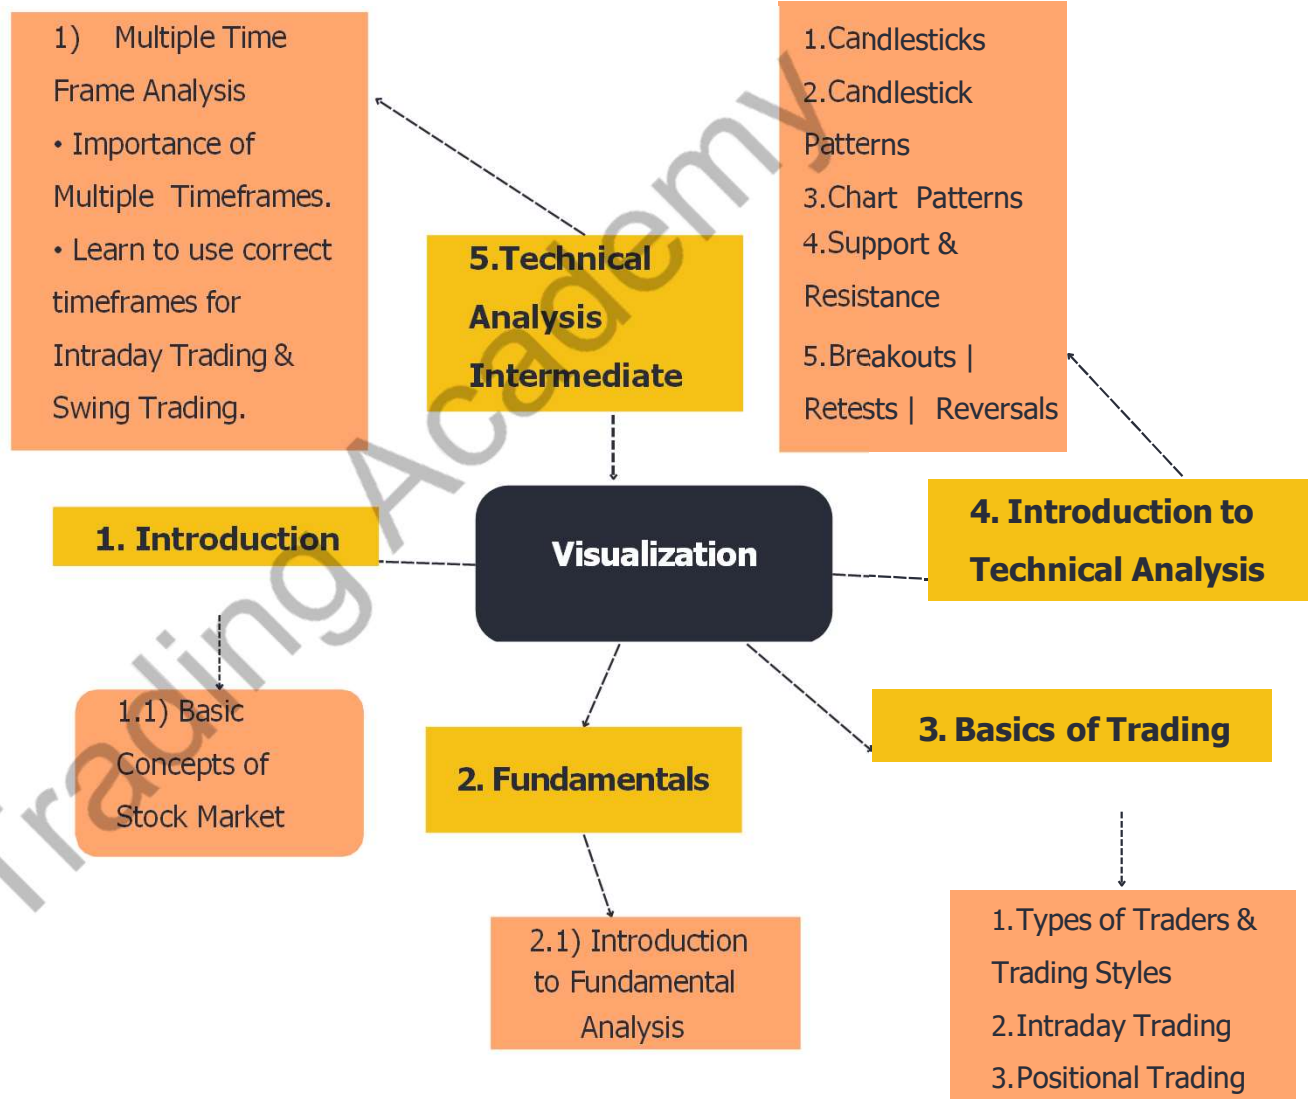 1) Multiple Time
Frame Analysis
• Importance of
Multiple Timeframes.
• Learn to use correct
timeframes for
Intraday Trading &
Swing Trading.
5.Technical
Analysis
Intermediate
1.Candlesticks
2.Candlestick
Patterns
3.Chart Patterns
4.Support &
Resistance
5.Breakouts |
Retests | Reversals
1. Introduction
Visualization
4. Introduction to
Technical Analysis
1.1) Basic
Concepts of
Stock Market
2. Fundamentals
3. Basics of Trading
2.1) Introduction
to Fundamental
Analysis
1.Types of Traders &
Trading Styles
2.Intraday Trading
3.Positional Trading
Trading Academy